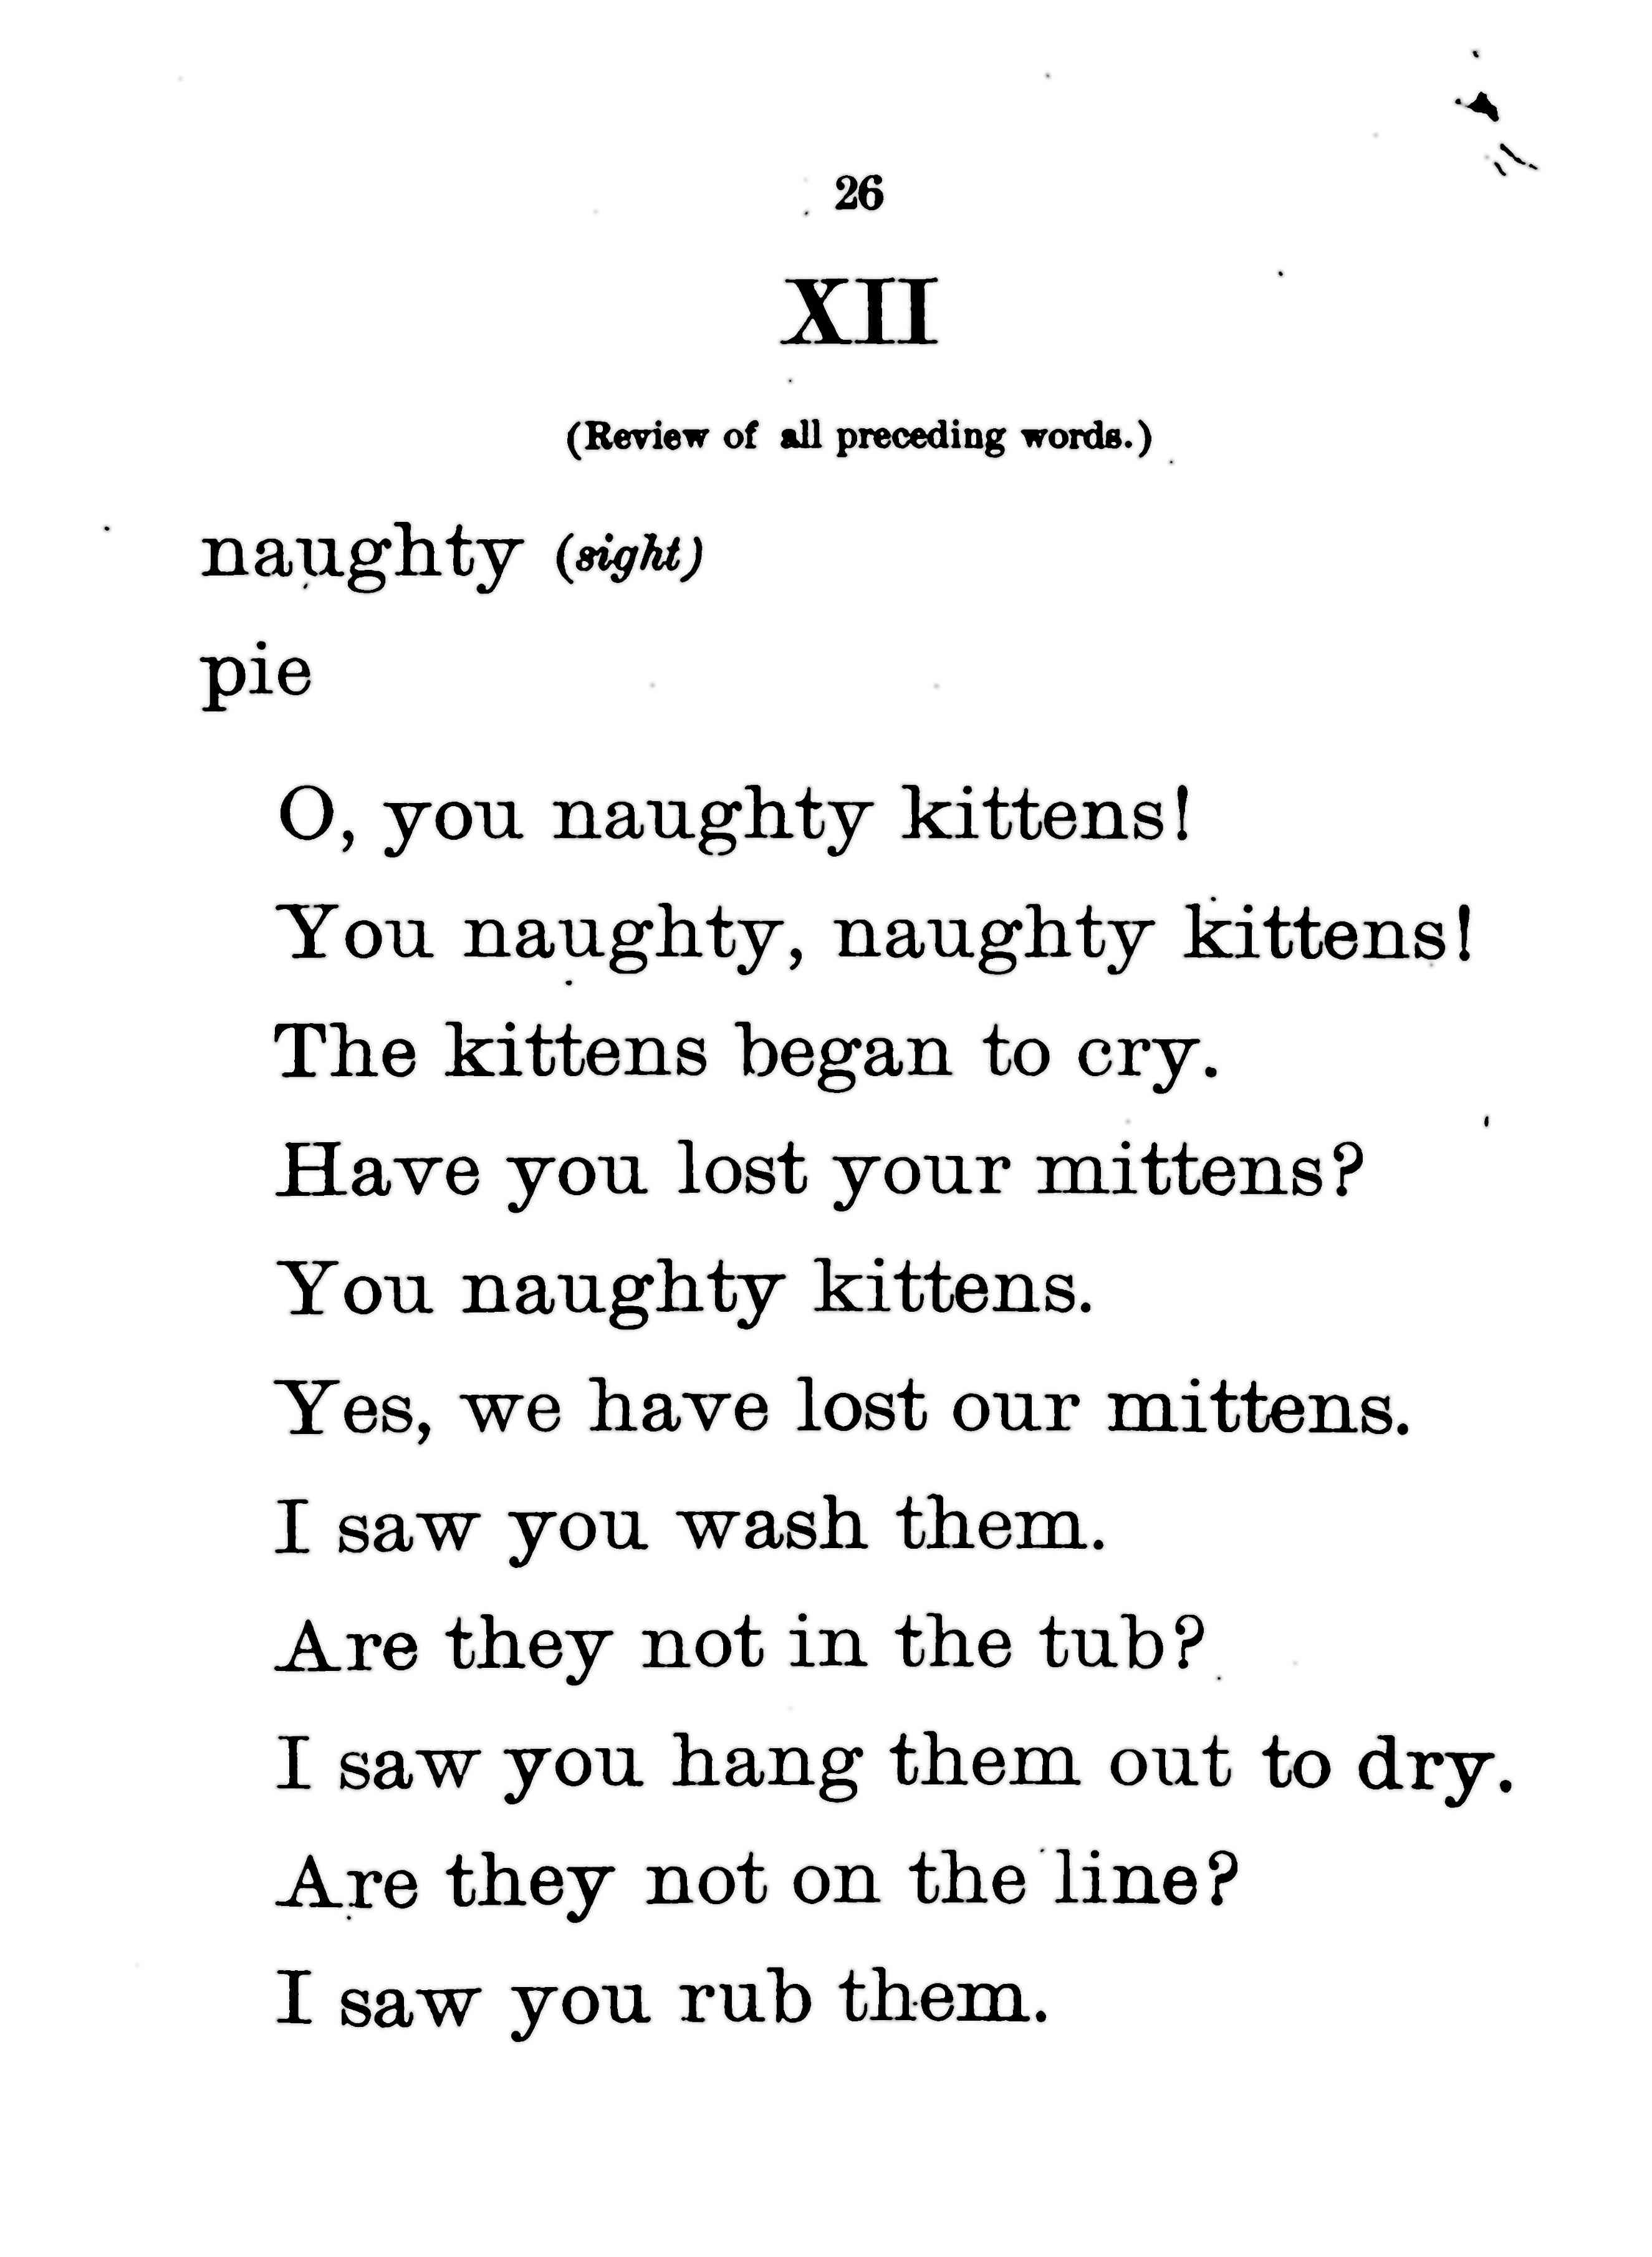 26
XII
(Review of all preceding words.)
naughty (sight)
pie
O, you naughty kittens!
You naughty, naughty kittens!
The kittens began to cry.
Have you lost your mittens?
You naughty kittens.
Yes, we have lost our mittens.
I saw you wash them.
Are they not in the tub?
I saw you hang them out to dry.
Are they not on the line?
I saw you rub them.